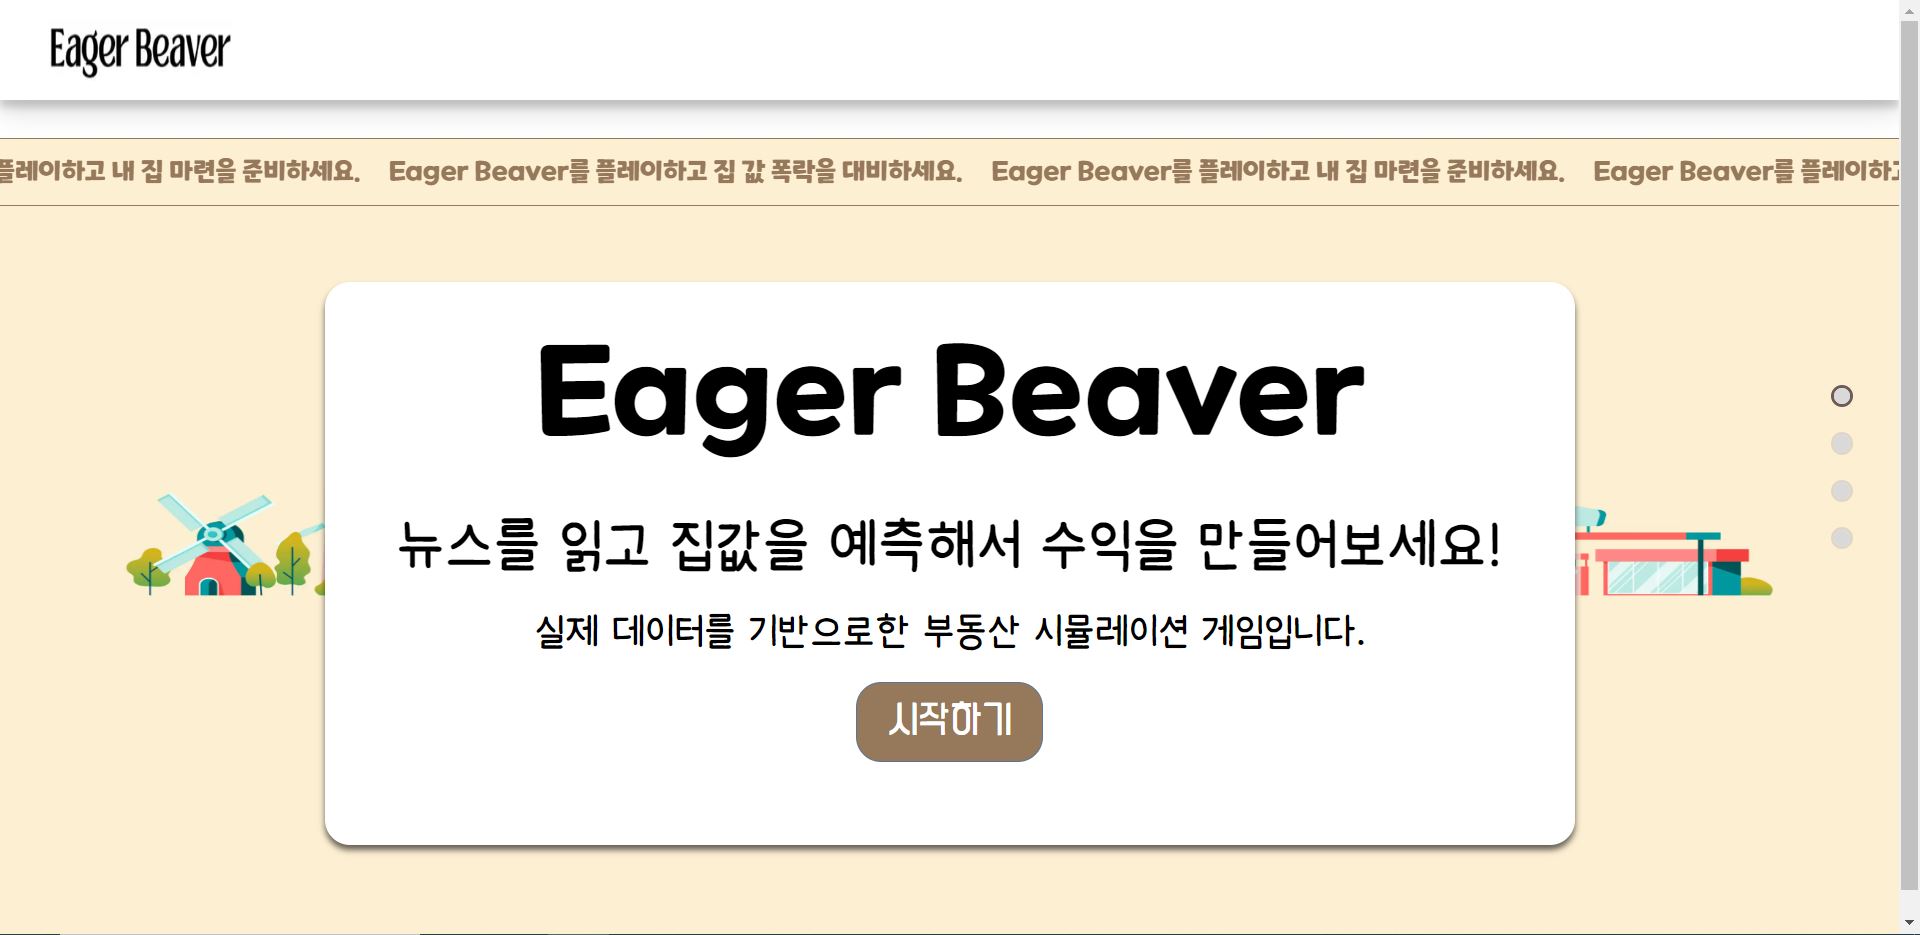 Eager Beaver
플레이하고 내 집 마련을 준비하세요. Eager Beaver를 플레이하고 집 값 폭락을 대비하세요. Eager Beaver를 플레이하고 내 집 마련을 준비하세요. Eager Beaver를 플레이하고
Eager Beaver
뉴스를 읽고 집값을 예측해서 수익을 만들어보세요!
실제 데이터를 기반으로한 부동산 시뮬레이션 게임입니다.
시작하기